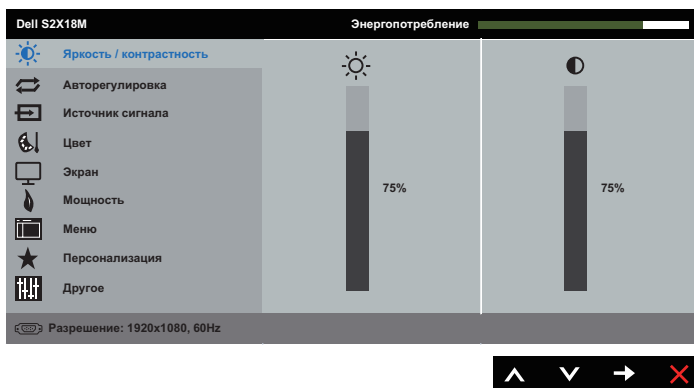 Dell S2X18M
Энергопотребление
Яркость / контрастность
Авторегулировка
Источник сигнала
Цвет
Экран
75%
75%
Мощность
Меню
Персонализация
Другое
Разрешение: 1920x1080, 60Hz